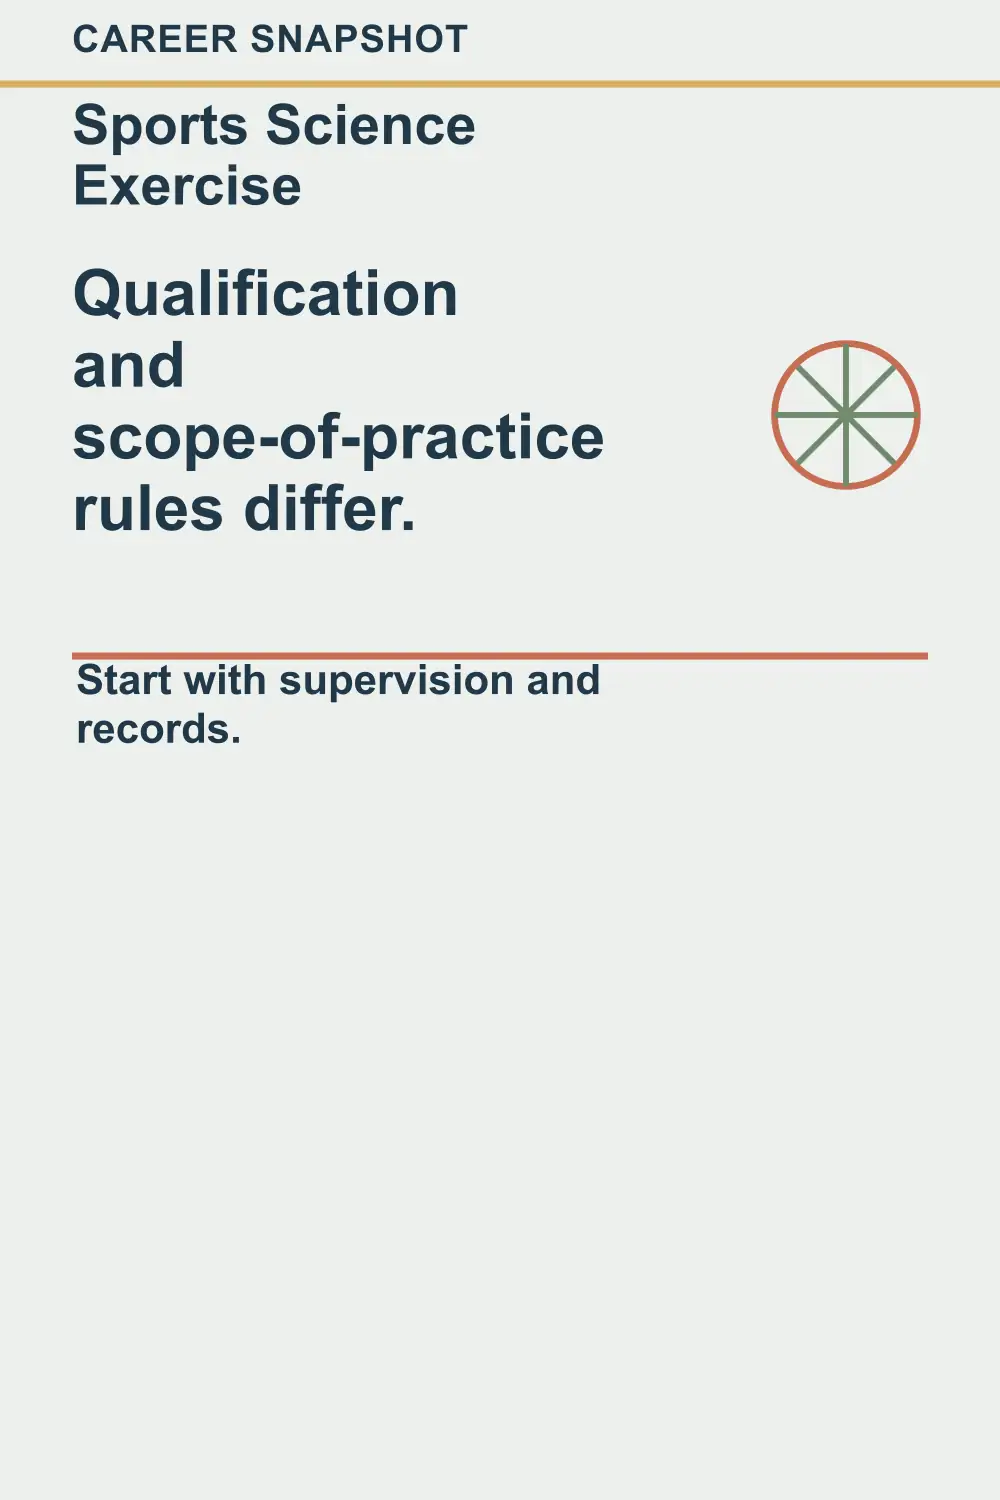 CAREER SNAPSHOT
Sports Science
Exercise
Qualification
and
scope-of-practice
rules differ.
Start with supervision and
records.